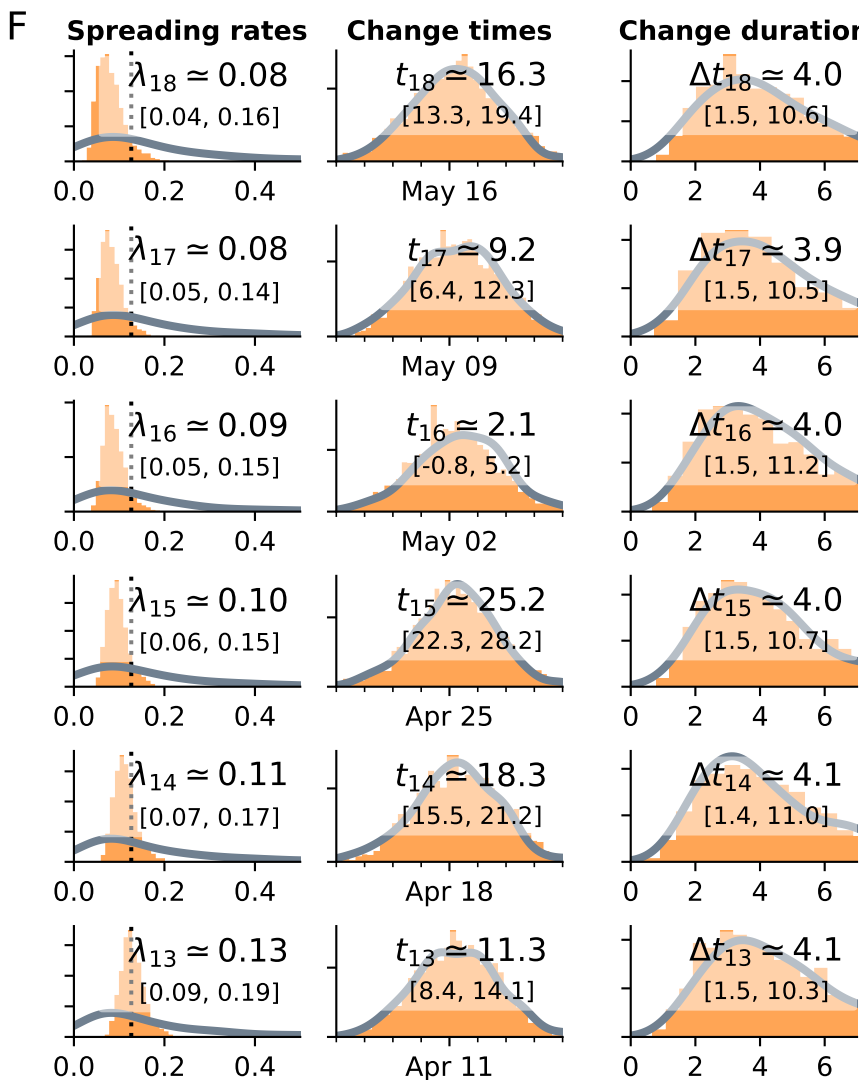 F
Spreading rates Change times Change duration
λ18 ≃ 0.08 t18 ≃ 16.3 Δt18 ≃ 4.0
[0.04, 0.16] [13.3, 19.4] [1.5, 10.6]
0.0 0.2 0.4 0 2 4 6
May 16
λ17 ≃ 0.08 t17 ≃ 9.2 Δt17 ≃ 3.9
[0.05, 0.14] [6.4, 12.3] [1.5, 10.5]
0.0 0.2 0.4 0 2 4 6
May 09
λ16 ≃ 0.09 t16 ≃ 2.1 Δt16 ≃ 4.0
[0.05, 0.15] [-0.8, 5.2] [1.5, 11.2]
0.0 0.2 0.4 0 2 4 6
May 02
λ15 ≃ 0.10 t15 ≃ 25.2 Δt15 ≃ 4.0
[0.06, 0.15] [22.3, 28.2] [1.5, 10.7]
0.0 0.2 0.4 0 2 4 6
Apr 25
λ14 ≃ 0.11 t14 ≃ 18.3 Δt14 ≃ 4.1
[0.07, 0.17] [15.5, 21.2] [1.4, 11.0]
0.0 0.2 0.4 0 2 4 6
Apr 18
λ13 ≃ 0.13 t13 ≃ 11.3 Δt13 ≃ 4.1
[0.09, 0.19] [8.4, 14.1] [1.5, 10.3]
0.0 0.2 0.4 0 2 4 6
Apr 11